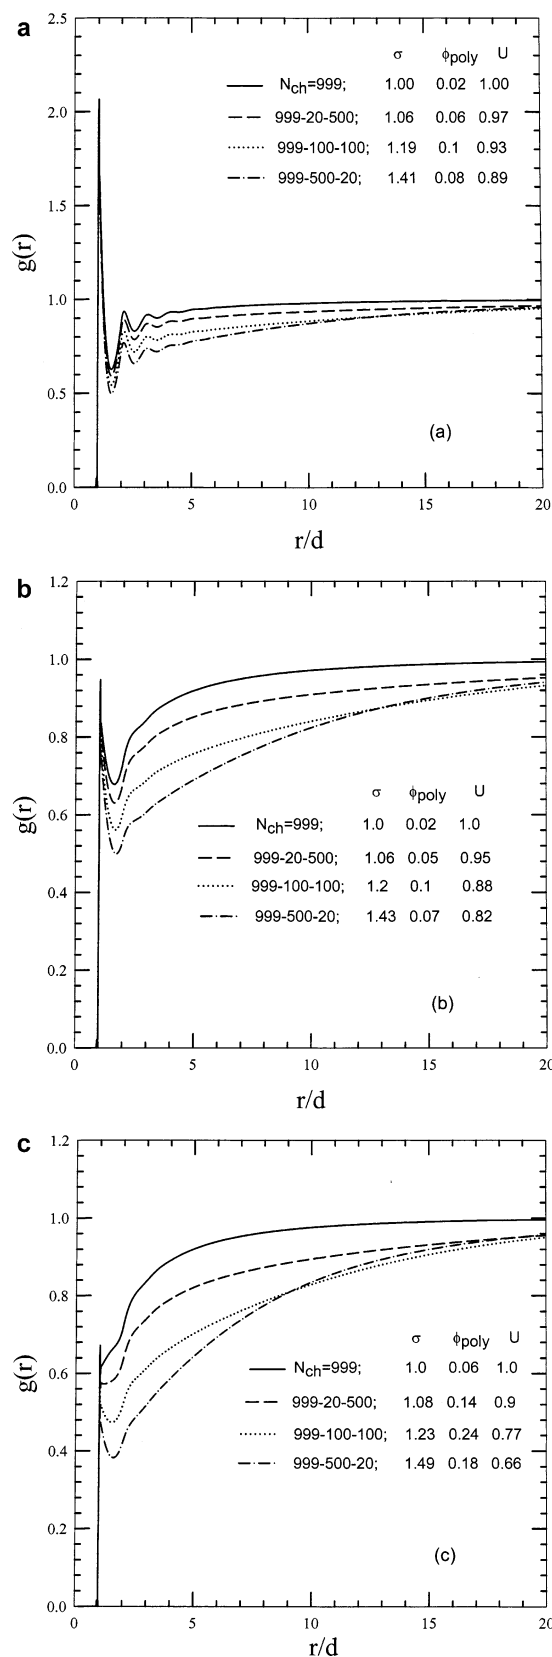 a
2.5
σ ϕpoly U
Nch=999; 1.00 0.02 1.00
999-20-500; 1.06 0.06 0.97
999-100-100; 1.19 0.1 0.93
999-500-20; 1.41 0.08 0.89
2.0
1.5
g(r)
1.0
0.5
(a)
0.0
0 5 10 15 20
r/d
b
1.2
1.0
0.8
g(r)
0.6
σ ϕpoly U
Nch=999; 1.0 0.02 1.0
999-20-500; 1.06 0.05 0.95
999-100-100; 1.2 0.1 0.88
999-500-20; 1.43 0.07 0.82
0.4
0.2
(b)
0.0
0 5 10 15 20
r/d
c
1.2
1.0
0.8
g(r)
0.6
σ ϕpoly U
Nch=999; 1.0 0.06 1.0
999-20-500; 1.08 0.14 0.9
999-100-100; 1.23 0.24 0.77
999-500-20; 1.49 0.18 0.66
0.4
0.2
(c)
0.0
0 5 10 15 20
r/d